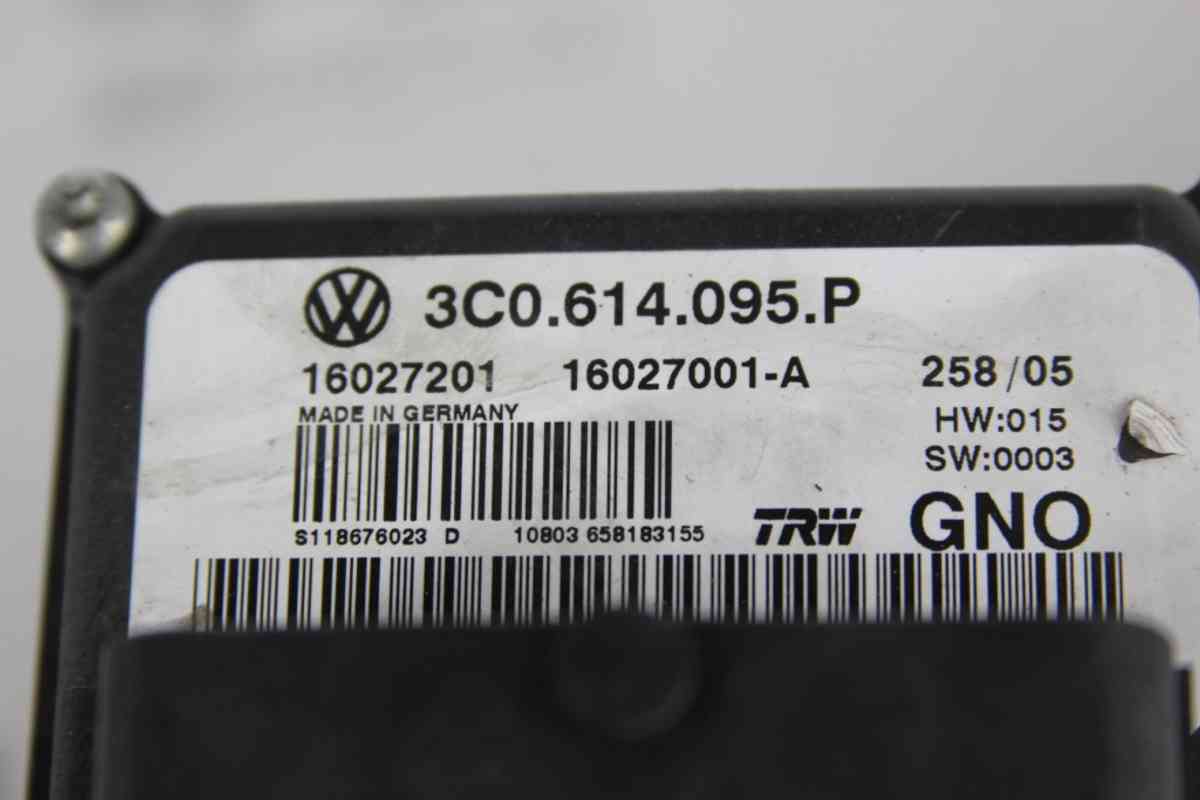 3C0.614.095.P
16027201 16027001-A 258/05
MADE IN GERMANY HW:015
SW:0003
S118676023 D 10803 658183155 TRW GNO